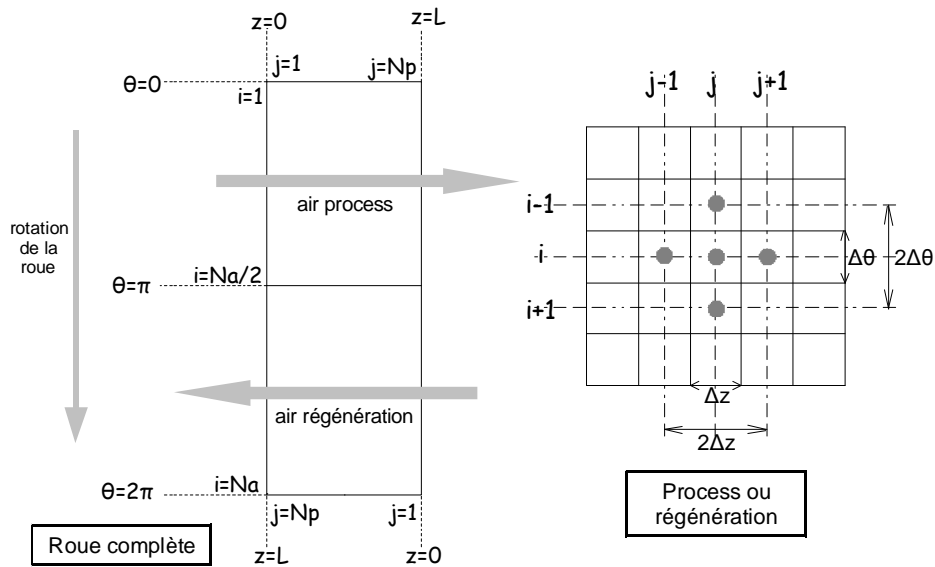 z=0
z=L
j=1
j=Np
θ=0
i=1
air process
rotation
de la
roue
i=Na/2
θ=π
air régénération
i=Na
θ=2π
j=Np
j=1
z=L
z=0
Roue complète
j-1
j
j+1
i-1
i
i+1
Δθ
2Δθ
Δz
2Δz
Process ou
régénération